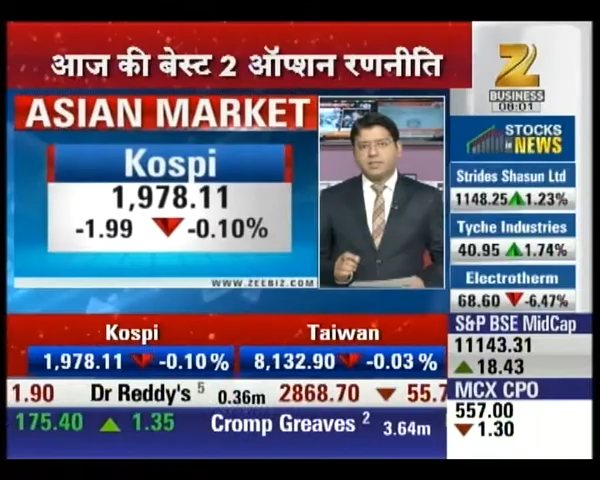 आज की बेस्ट 2 ऑप्शन रणनीति
Z
BUSINESS
08:01
ASIAN MARKET
Kospi
1,978.11
-1.99 -0.10%
WWW.ZEEBIZ.COM
STOCKS
in NEWS
Strides Shasun Ltd
1148.25 1.23%
Tyche Industries
40.95 1.74%
Electrotherm
68.60 -6.47%
Kospi
1,978.11 -0.10%
Taiwan
8,132.90 -0.03%
S&P BSE MidCap
11143.31
18.43
1.90 Dr Reddy's 5 0.36m 2868.70 55.7
175.40 1.35 Cromp Greaves 2 3.64m
MCX CPO
557.00
1.30